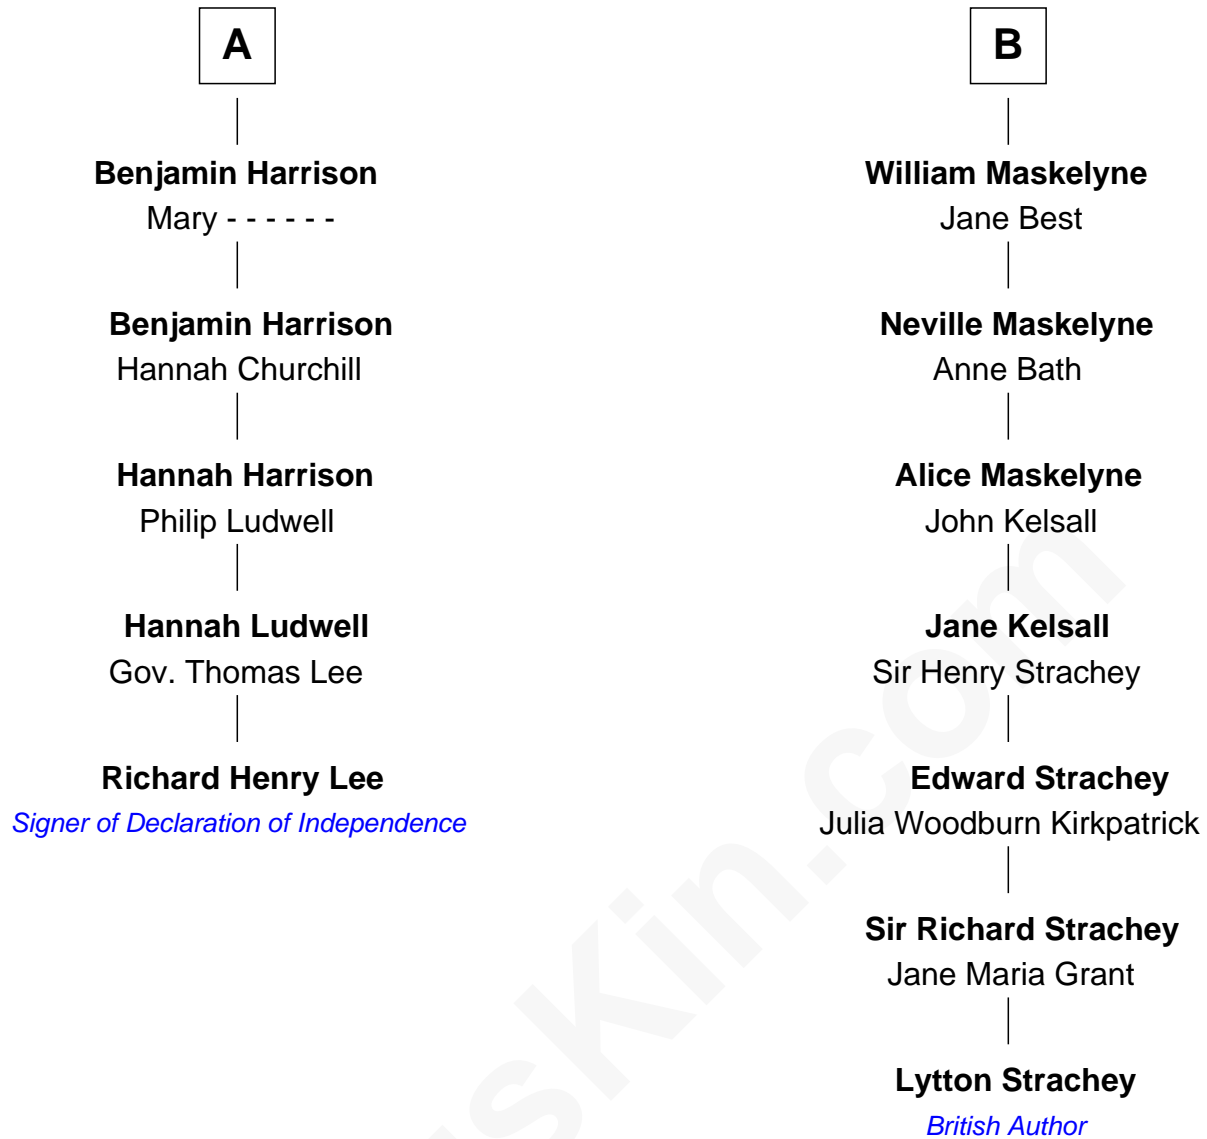 A
Benjamin Harrison
Mary - - - - - -
Benjamin Harrison
Hannah Churchill
Hannah Harrison
Philip Ludwell
Hannah Ludwell
Gov. Thomas Lee
Richard Henry Lee
Signer of Declaration of Independence
B
William Maskelyne
Jane Best
Neville Maskelyne
Anne Bath
Alice Maskelyne
John Kelsall
Jane Kelsall
Sir Henry Strachey
Edward Strachey
Julia Woodburn Kirkpatrick
Sir Richard Strachey
Jane Maria Grant
Lytton Strachey
British Author